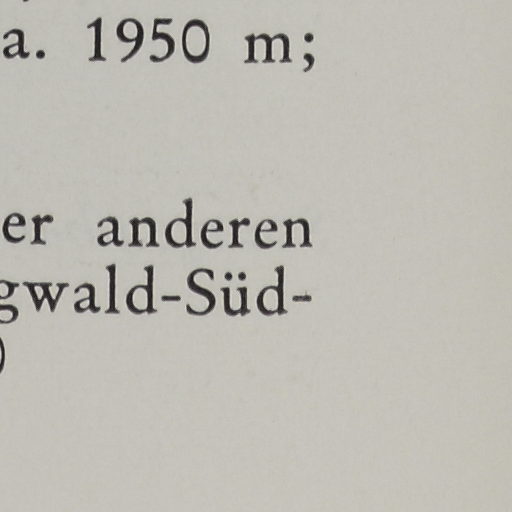 a. 1950 m;
er anderen
gwald-Süd-
)